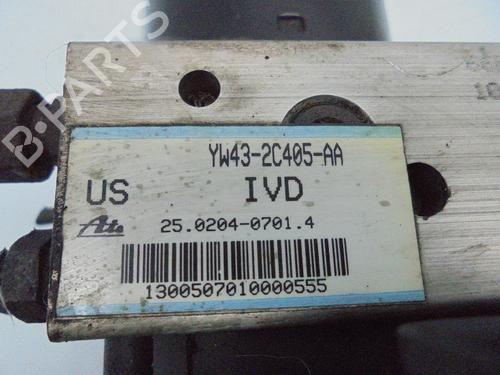 B-PARTS
YW43-2C405-AA
US IVD
Ate 25.0204-0701.4
1300507010000555